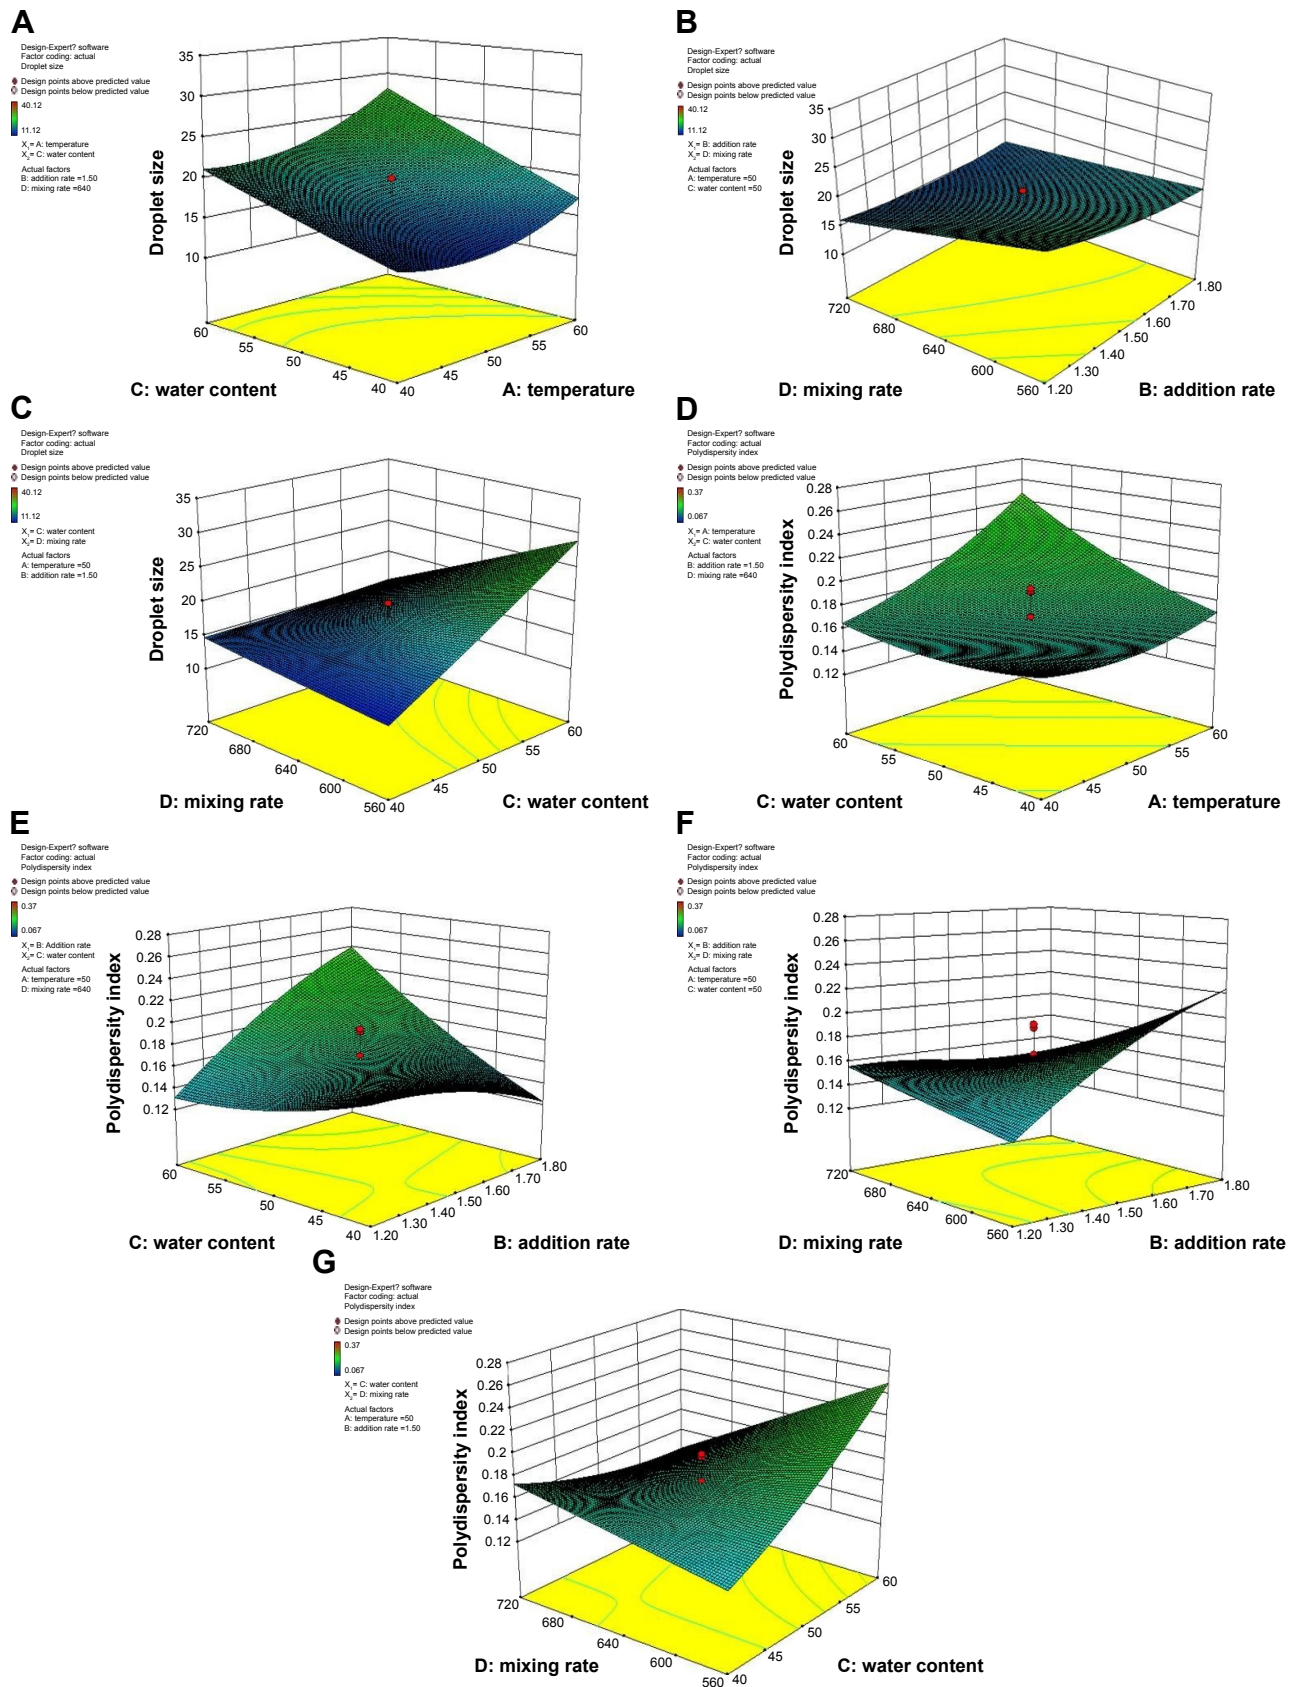 A
Design-Expert? software
Factor coding: actual
Droplet size
Design points above predicted value
Design points below predicted value
40.12
11.12
X1= A: temperature
X2= C: water content
Actual factors
B: addition rate =1.50
D: mixing rate =640
Droplet size
35
30
25
20
15
10
60
55
50
45
40
40
45
50
55
60
C: water content
A: temperature
B
Design-Expert? software
Factor coding: actual
Droplet size
Design points above predicted value
Design points below predicted value
40.12
11.12
X1= B: addition rate
X2= D: mixing rate
Actual factors
A: temperature =50
C: water content =50
Droplet size
35
30
25
20
15
10
720
680
640
600
560
1.20
1.30
1.40
1.50
1.60
1.70
1.80
D: mixing rate
B: addition rate
C
Design-Expert? software
Factor coding: actual
Droplet size
Design points above predicted value
Design points below predicted value
40.12
11.12
X1= C: water content
X2= D: mixing rate
Actual factors
A: temperature =50
B: addition rate =1.50
Droplet size
35
30
25
20
15
10
720
680
640
600
560
40
45
50
55
60
D: mixing rate
C: water content
D
Design-Expert? software
Factor coding: actual
Polydispersity index
Design points above predicted value
Design points below predicted value
0.37
0.067
X1= A: temperature
X2= C: water content
Actual factors
B: addition rate =1.50
D: mixing rate =640
Polydispersity index
0.28
0.26
0.24
0.22
0.2
0.18
0.16
0.14
0.12
60
55
50
45
40
40
45
50
55
60
C: water content
A: temperature
E
Design-Expert? software
Factor coding: actual
Polydispersity index
Design points above predicted value
Design points below predicted value
0.37
0.067
X1= B: Addition rate
X2= C: water content
Actual factors
A: temperature =50
D: mixing rate =640
Polydispersity index
0.28
0.26
0.24
0.22
0.2
0.18
0.16
0.14
0.12
60
55
50
45
40
1.20
1.30
1.40
1.50
1.60
1.70
1.80
C: water content
B: addition rate
F
Design-Expert? software
Factor coding: actual
Polydispersity index
Design points above predicted value
Design points below predicted value
0.37
0.067
X1= B: addition rate
X2= D: mixing rate
Actual factors
A: temperature =50
C: water content =50
Polydispersity index
0.28
0.26
0.24
0.22
0.2
0.18
0.16
0.14
0.12
720
680
640
600
560
1.20
1.30
1.40
1.50
1.60
1.70
1.80
D: mixing rate
B: addition rate
G
Design-Expert? software
Factor coding: actual
Polydispersity index
Design points above predicted value
Design points below predicted value
0.37
0.067
X1= C: water content
X2= D: mixing rate
Actual factors
A: temperature =50
B: addition rate =1.50
Polydispersity index
0.28
0.26
0.24
0.22
0.2
0.18
0.16
0.14
0.12
720
680
640
600
560
40
45
50
55
60
D: mixing rate
C: water content